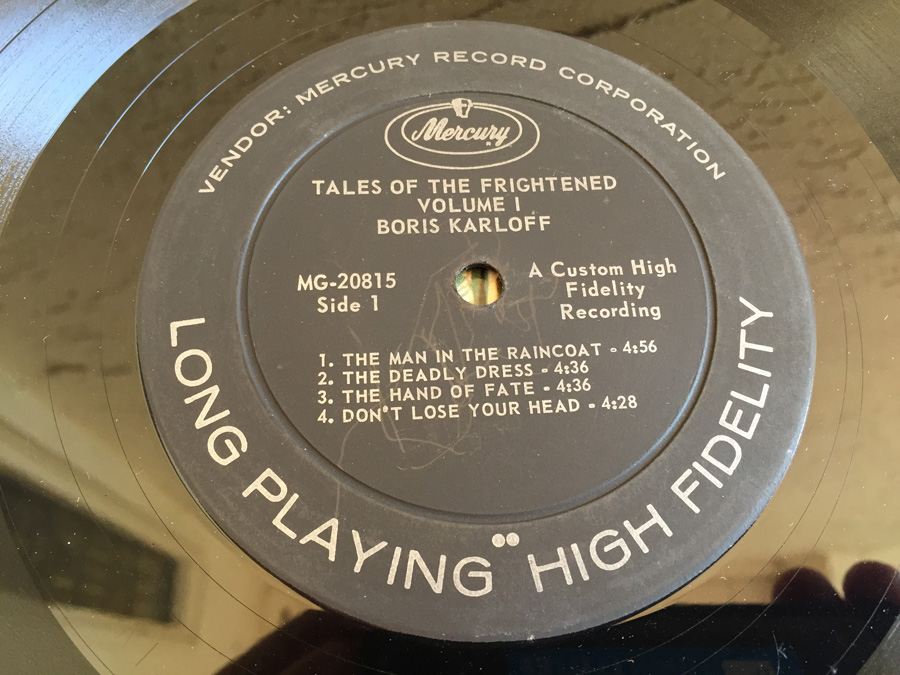 VENDOR: MERCURY RECORD CORPORATION
Mercury
TALES OF THE FRIGHTENED
VOLUME I
BORIS KARLOFF
MG-20815
Side 1
A Custom High
Fidelity
Recording
1. THE MAN IN THE RAINCOAT - 4:56
2. THE DEADLY DRESS - 4:36
3. THE HAND OF FATE - 4:36
4. DON'T LOSE YOUR HEAD - 4:28
LONG PLAYING •• HIGH FIDELITY